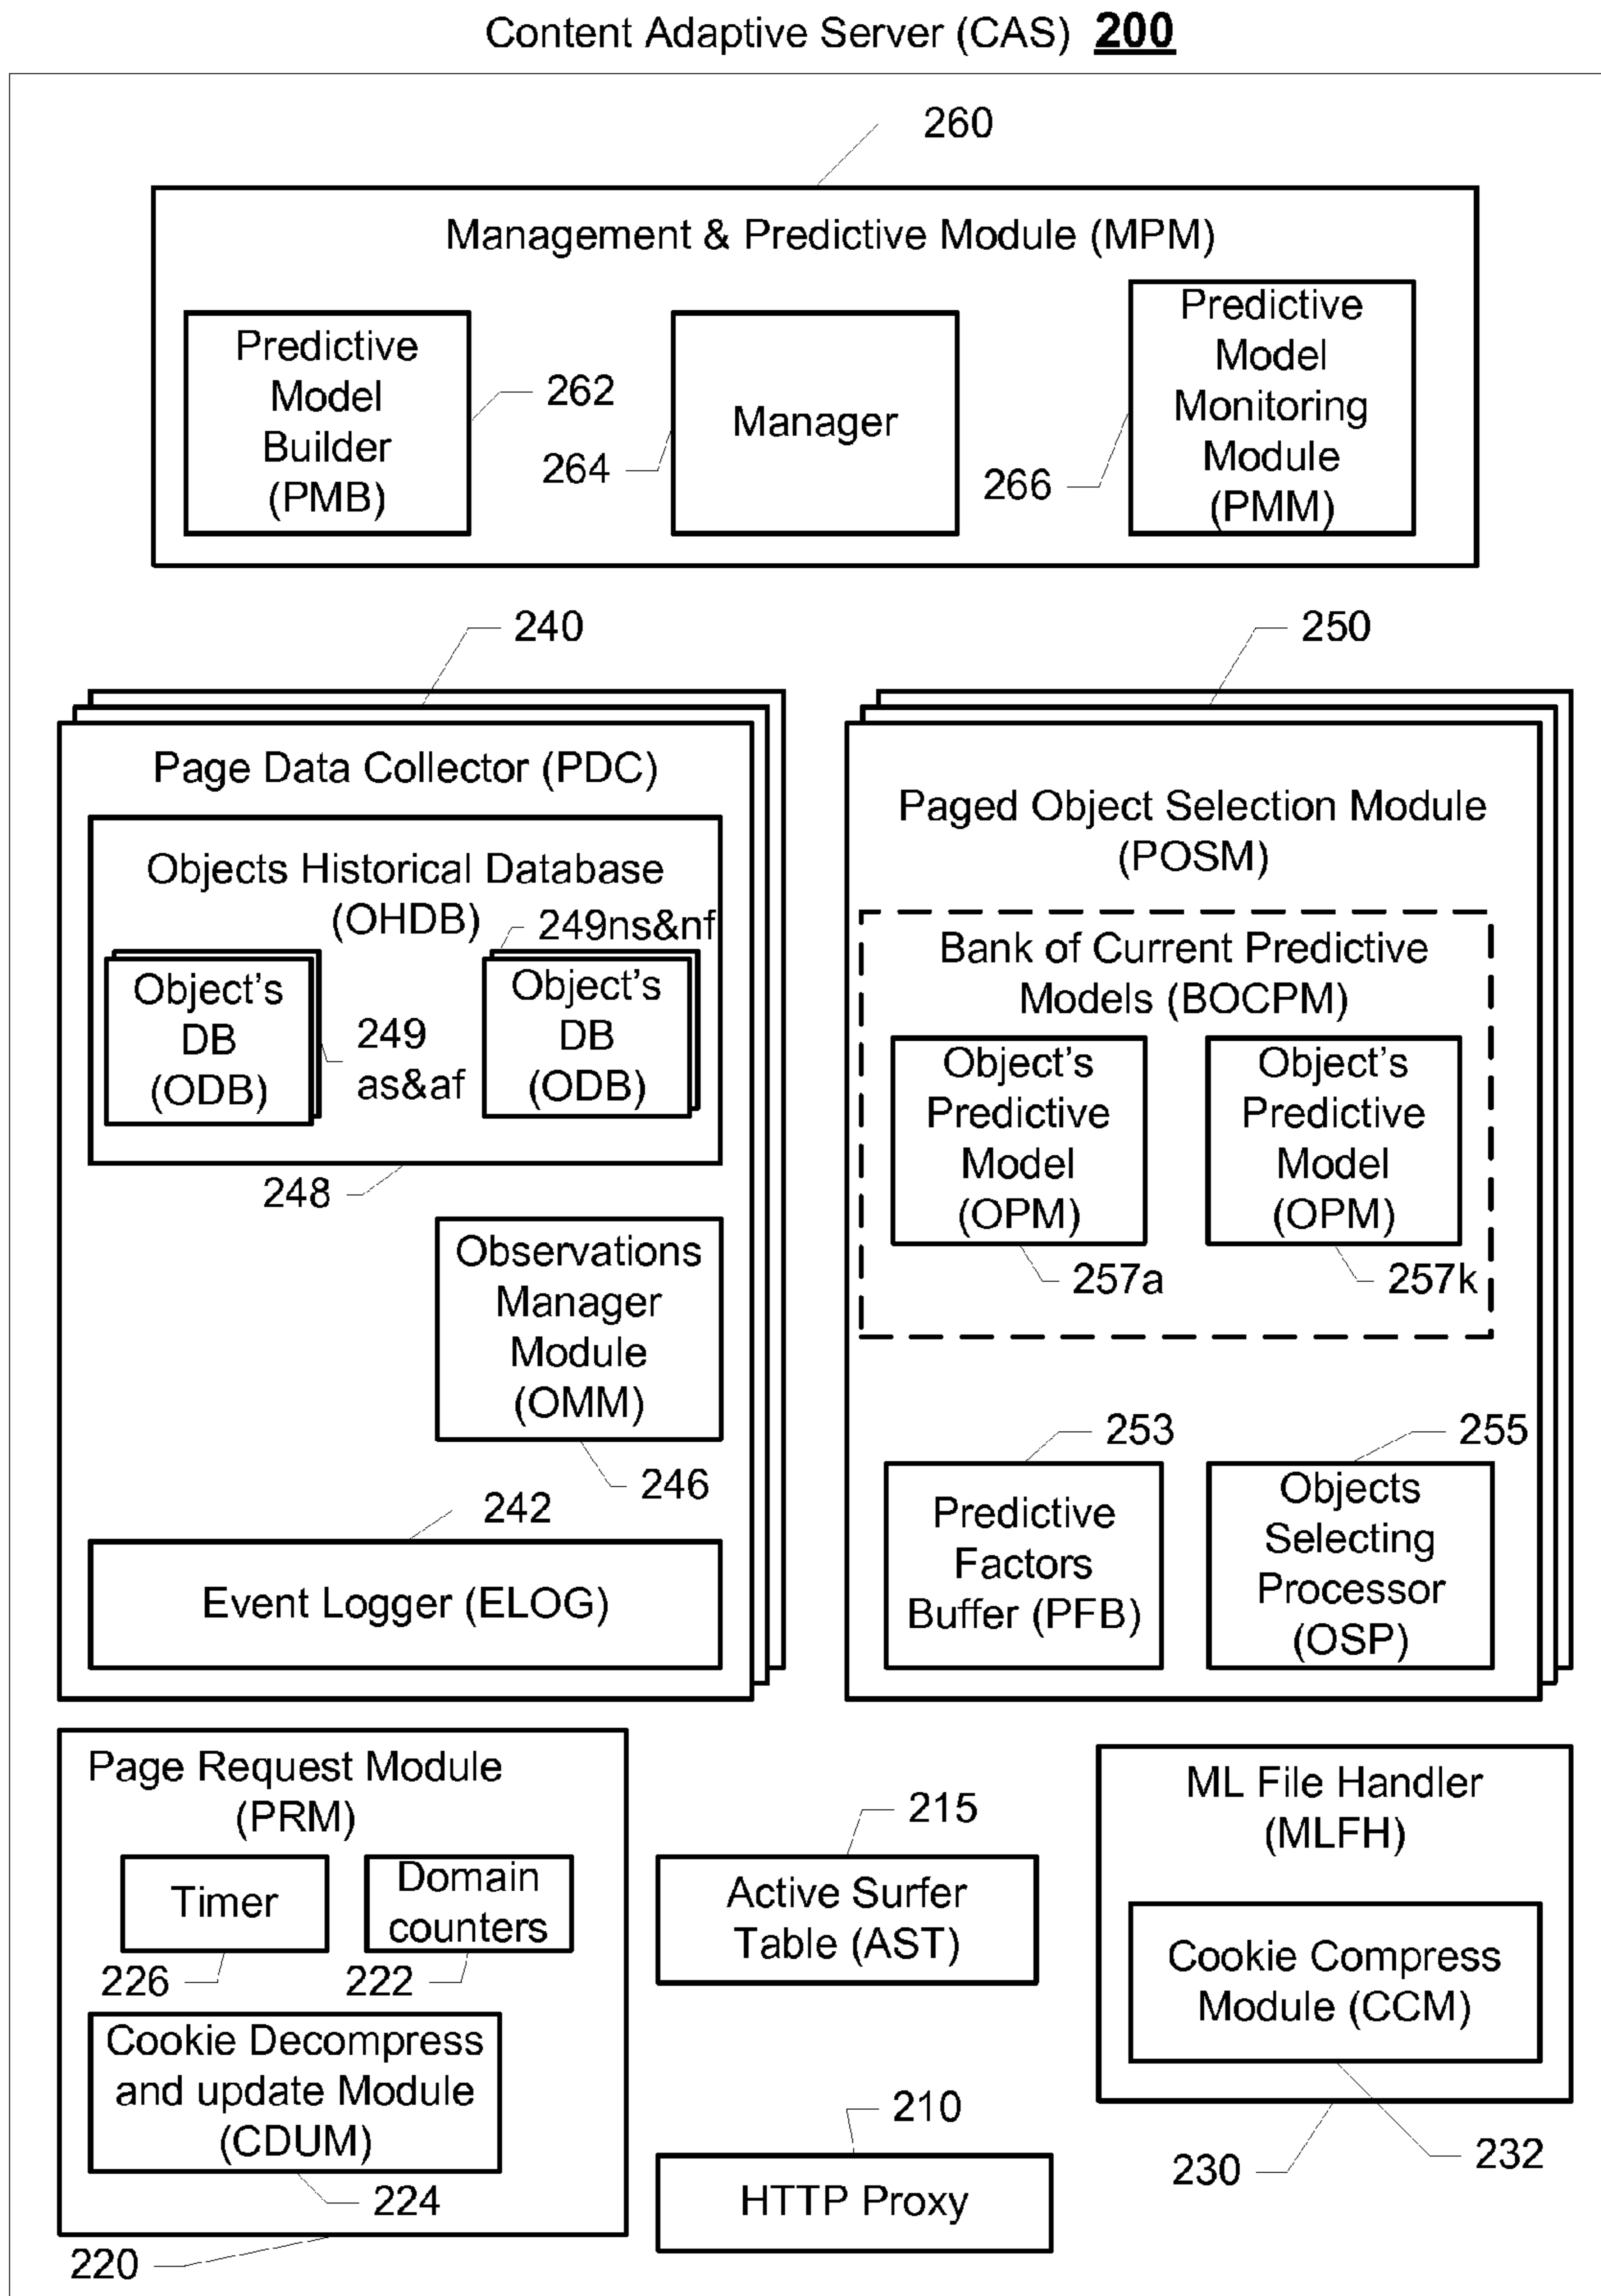 Content Adaptive Server (CAS) 200
260
Management & Predictive Module (MPM)
Predictive
Model
Builder
(PMB)
262
264
Manager
266
Predictive
Model
Monitoring
Module
(PMM)
240
Page Data Collector (PDC)
Objects Historical Database
(OHDB)
249ns&nf
Object's
DB
(ODB)
249
as&af
Object's
DB
(ODB)
248
Observations
Manager
Module
(OMM)
246
242
Event Logger (ELOG)
250
Paged Object Selection Module
(POSM)
Bank of Current Predictive
Models (BOCPM)
Object's
Predictive
Model
(OPM)
257a
Object's
Predictive
Model
(OPM)
257k
253
Predictive
Factors
Buffer (PFB)
255
Objects
Selecting
Processor
(OSP)
Page Request Module
(PRM)
Timer
226
Domain
counters
222
Cookie Decompress
and update Module
(CDUM)
224
220
215
Active Surfer
Table (AST)
210
HTTP Proxy
ML File Handler
(MLFH)
Cookie Compress
Module (CCM)
230
232